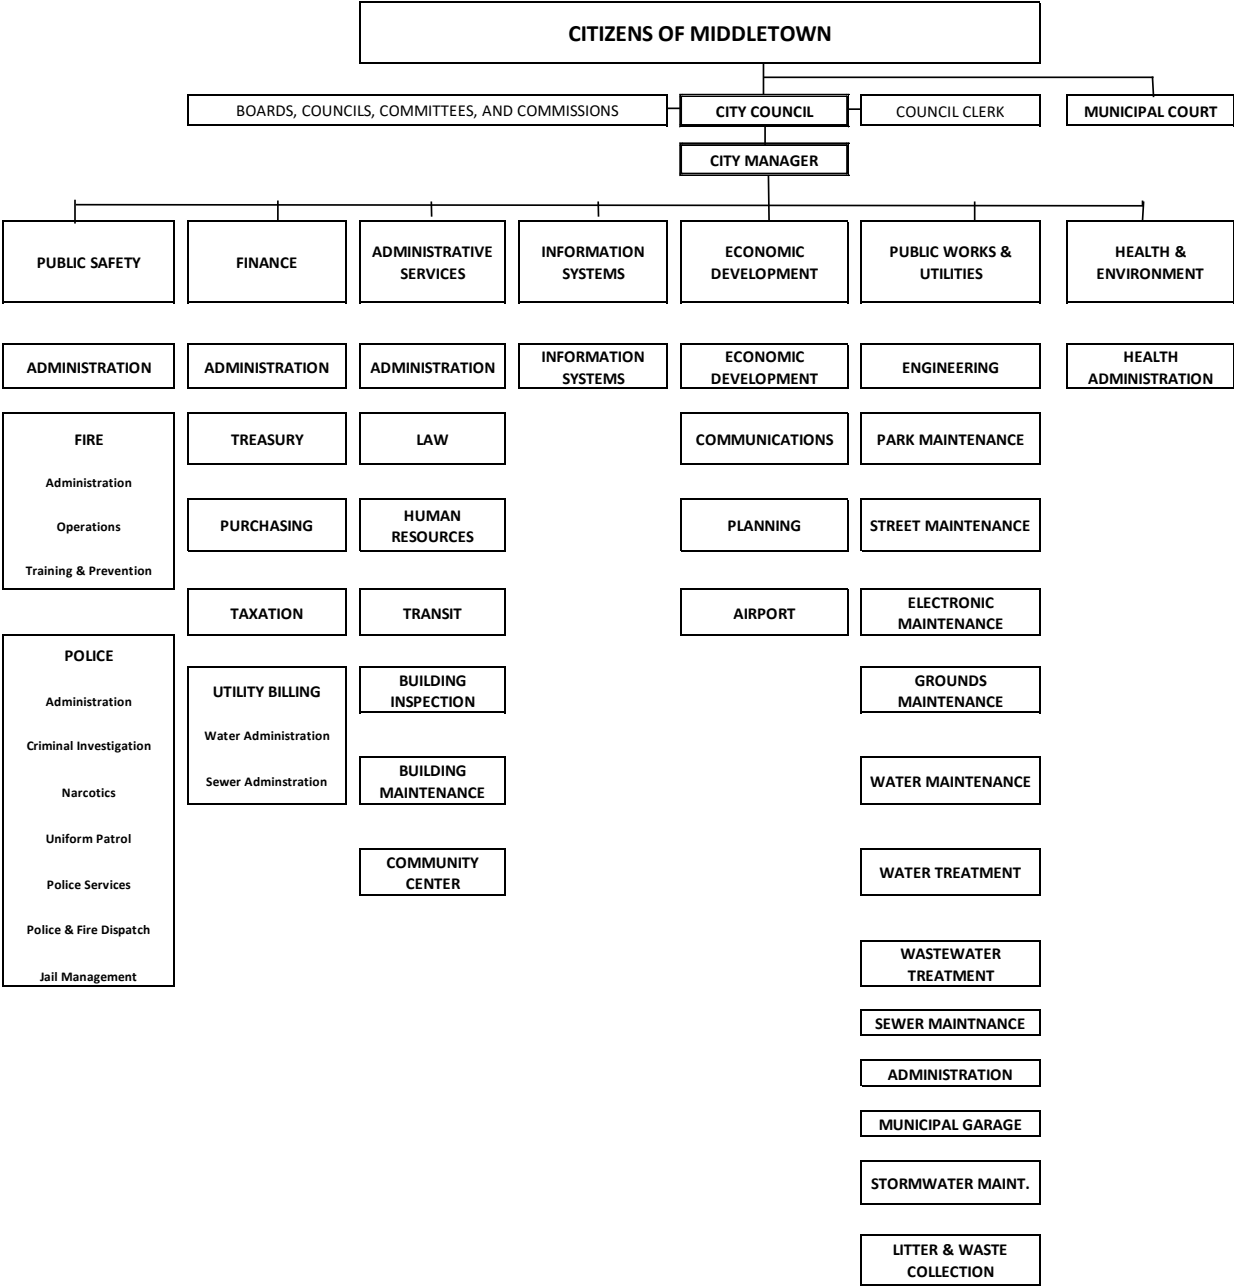 CITIZENS OF MIDDLETOWN
BOARDS, COUNCILS, COMMITTEES, AND COMMISSIONS
CITY COUNCIL
COUNCIL CLERK
MUNICIPAL COURT
CITY MANAGER
PUBLIC SAFETY
FINANCE
ADMINISTRATIVE
SERVICES
INFORMATION
SYSTEMS
ECONOMIC
DEVELOPMENT
PUBLIC WORKS &
UTILITIES
HEALTH &
ENVIRONMENT
ADMINISTRATION
ADMINISTRATION
ADMINISTRATION
INFORMATION
SYSTEMS
ECONOMIC
DEVELOPMENT
ENGINEERING
HEALTH
ADMINISTRATION
FIRE
Administration
Operations
Training & Prevention
TREASURY
LAW
COMMUNICATIONS
PARK MAINTENANCE
PURCHASING
HUMAN
RESOURCES
PLANNING
STREET MAINTENANCE
TAXATION
TRANSIT
AIRPORT
ELECTRONIC
MAINTENANCE
POLICE
Administration
Criminal Investigation
Narcotics
Uniform Patrol
Police Services
Police & Fire Dispatch
Jail Management
UTILITY BILLING
Water Administration
Sewer Adminstration
BUILDING
INSPECTION
GROUNDS
MAINTENANCE
BUILDING
MAINTENANCE
WATER MAINTENANCE
COMMUNITY
CENTER
WATER TREATMENT
WASTEWATER
TREATMENT
SEWER MAINTNANCE
ADMINISTRATION
MUNICIPAL GARAGE
STORMWATER MAINT.
LITTER & WASTE
COLLECTION